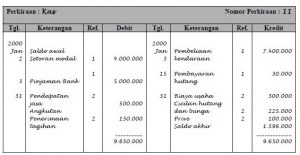 Perkiraan : Kas Nomor Perkiraan : 11
Tgl. Keterangan Ref. Debit Tgl. Keterangan Ref. Kredit
2000 2000
Jan Saldo awal Jan Pembelian 1 7.400.000
2 Setoran modal 1 4.000.000 3 kendaraan
1 15 Pembayaran 1 30.000
3 Pinjaman Bank 5.000.000 hutang
31 Pendapatan 2 31 Biaya usaha 2 300.000
jasa 500.000 Cicilan hutang
Angkutan dan bunga 2 225.000
Penerimaan 2 150.000 Prive 2 100.000
tagihan Saldo akhir 1.596.000
9.650.000 9.650.000